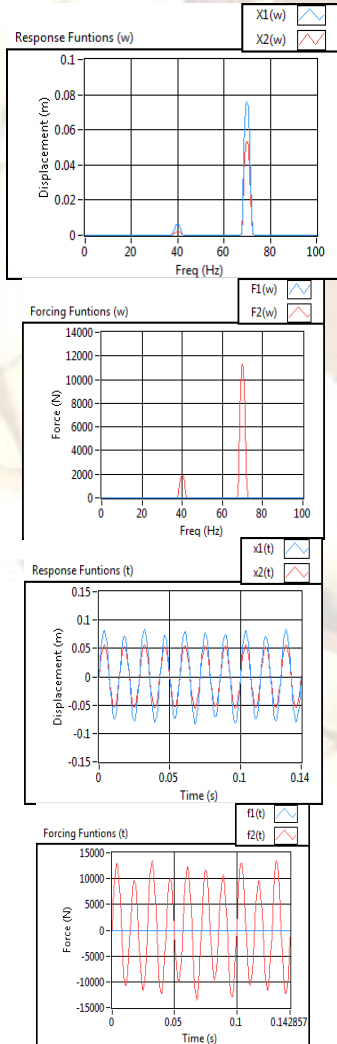 X1(w)
Response Funtions (w)
X2(w)
0.1
0.08
0.06
0.04
0.02
0
Displacement (m)
0 20 40 60 80 100
Freq (Hz)
F1(w)
Forcing Funtions (w)
F2(w)
14000
12000
10000
8000
6000
4000
2000
0
Force (N)
0 20 40 60 80 100
Freq (Hz)
x1(t)
Response Funtions (t)
x2(t)
0.15
0.1
0.05
0
-0.05
-0.1
-0.15
Displacement (m)
0 0.05 0.1 0.14
Time (s)
f1(t)
Forcing Funtions (t)
f2(t)
15000
10000
5000
0
-5000
-10000
-15000
Force (N)
0 0.05 0.1 0.142857
Time (s)